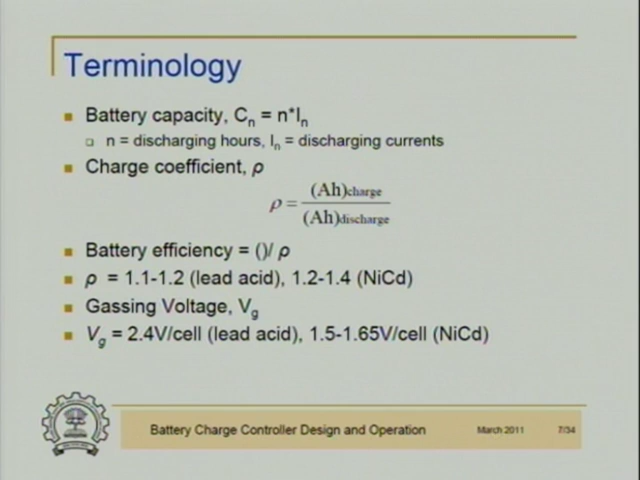 Terminology
Battery capacity, Cn = n*In
n = discharging hours, In = discharging currents
Charge coefficient, ρ
ρ = (Ah)charge / (Ah)discharge
Battery efficiency = ()/ ρ
ρ = 1.1-1.2 (lead acid), 1.2-1.4 (NiCd)
Gassing Voltage, Vg
Vg = 2.4V/cell (lead acid), 1.5-1.65V/cell (NiCd)
Battery Charge Controller Design and Operation March 2011 7/34